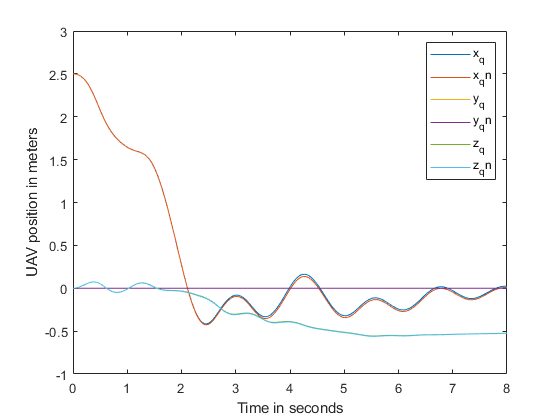 3
2.5
2
1.5
1
0.5
0
-0.5
-1
0 1 2 3 4 5 6 7 8
UAV position in meters
Time in seconds
x_q
x_qn
y_q
y_qn
z_q
z_qn